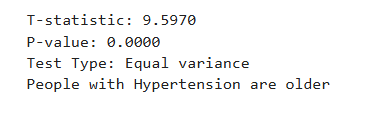 T-statistic: 9.5970
P-value: 0.0000
Test Type: Equal variance
People with Hypertension are older